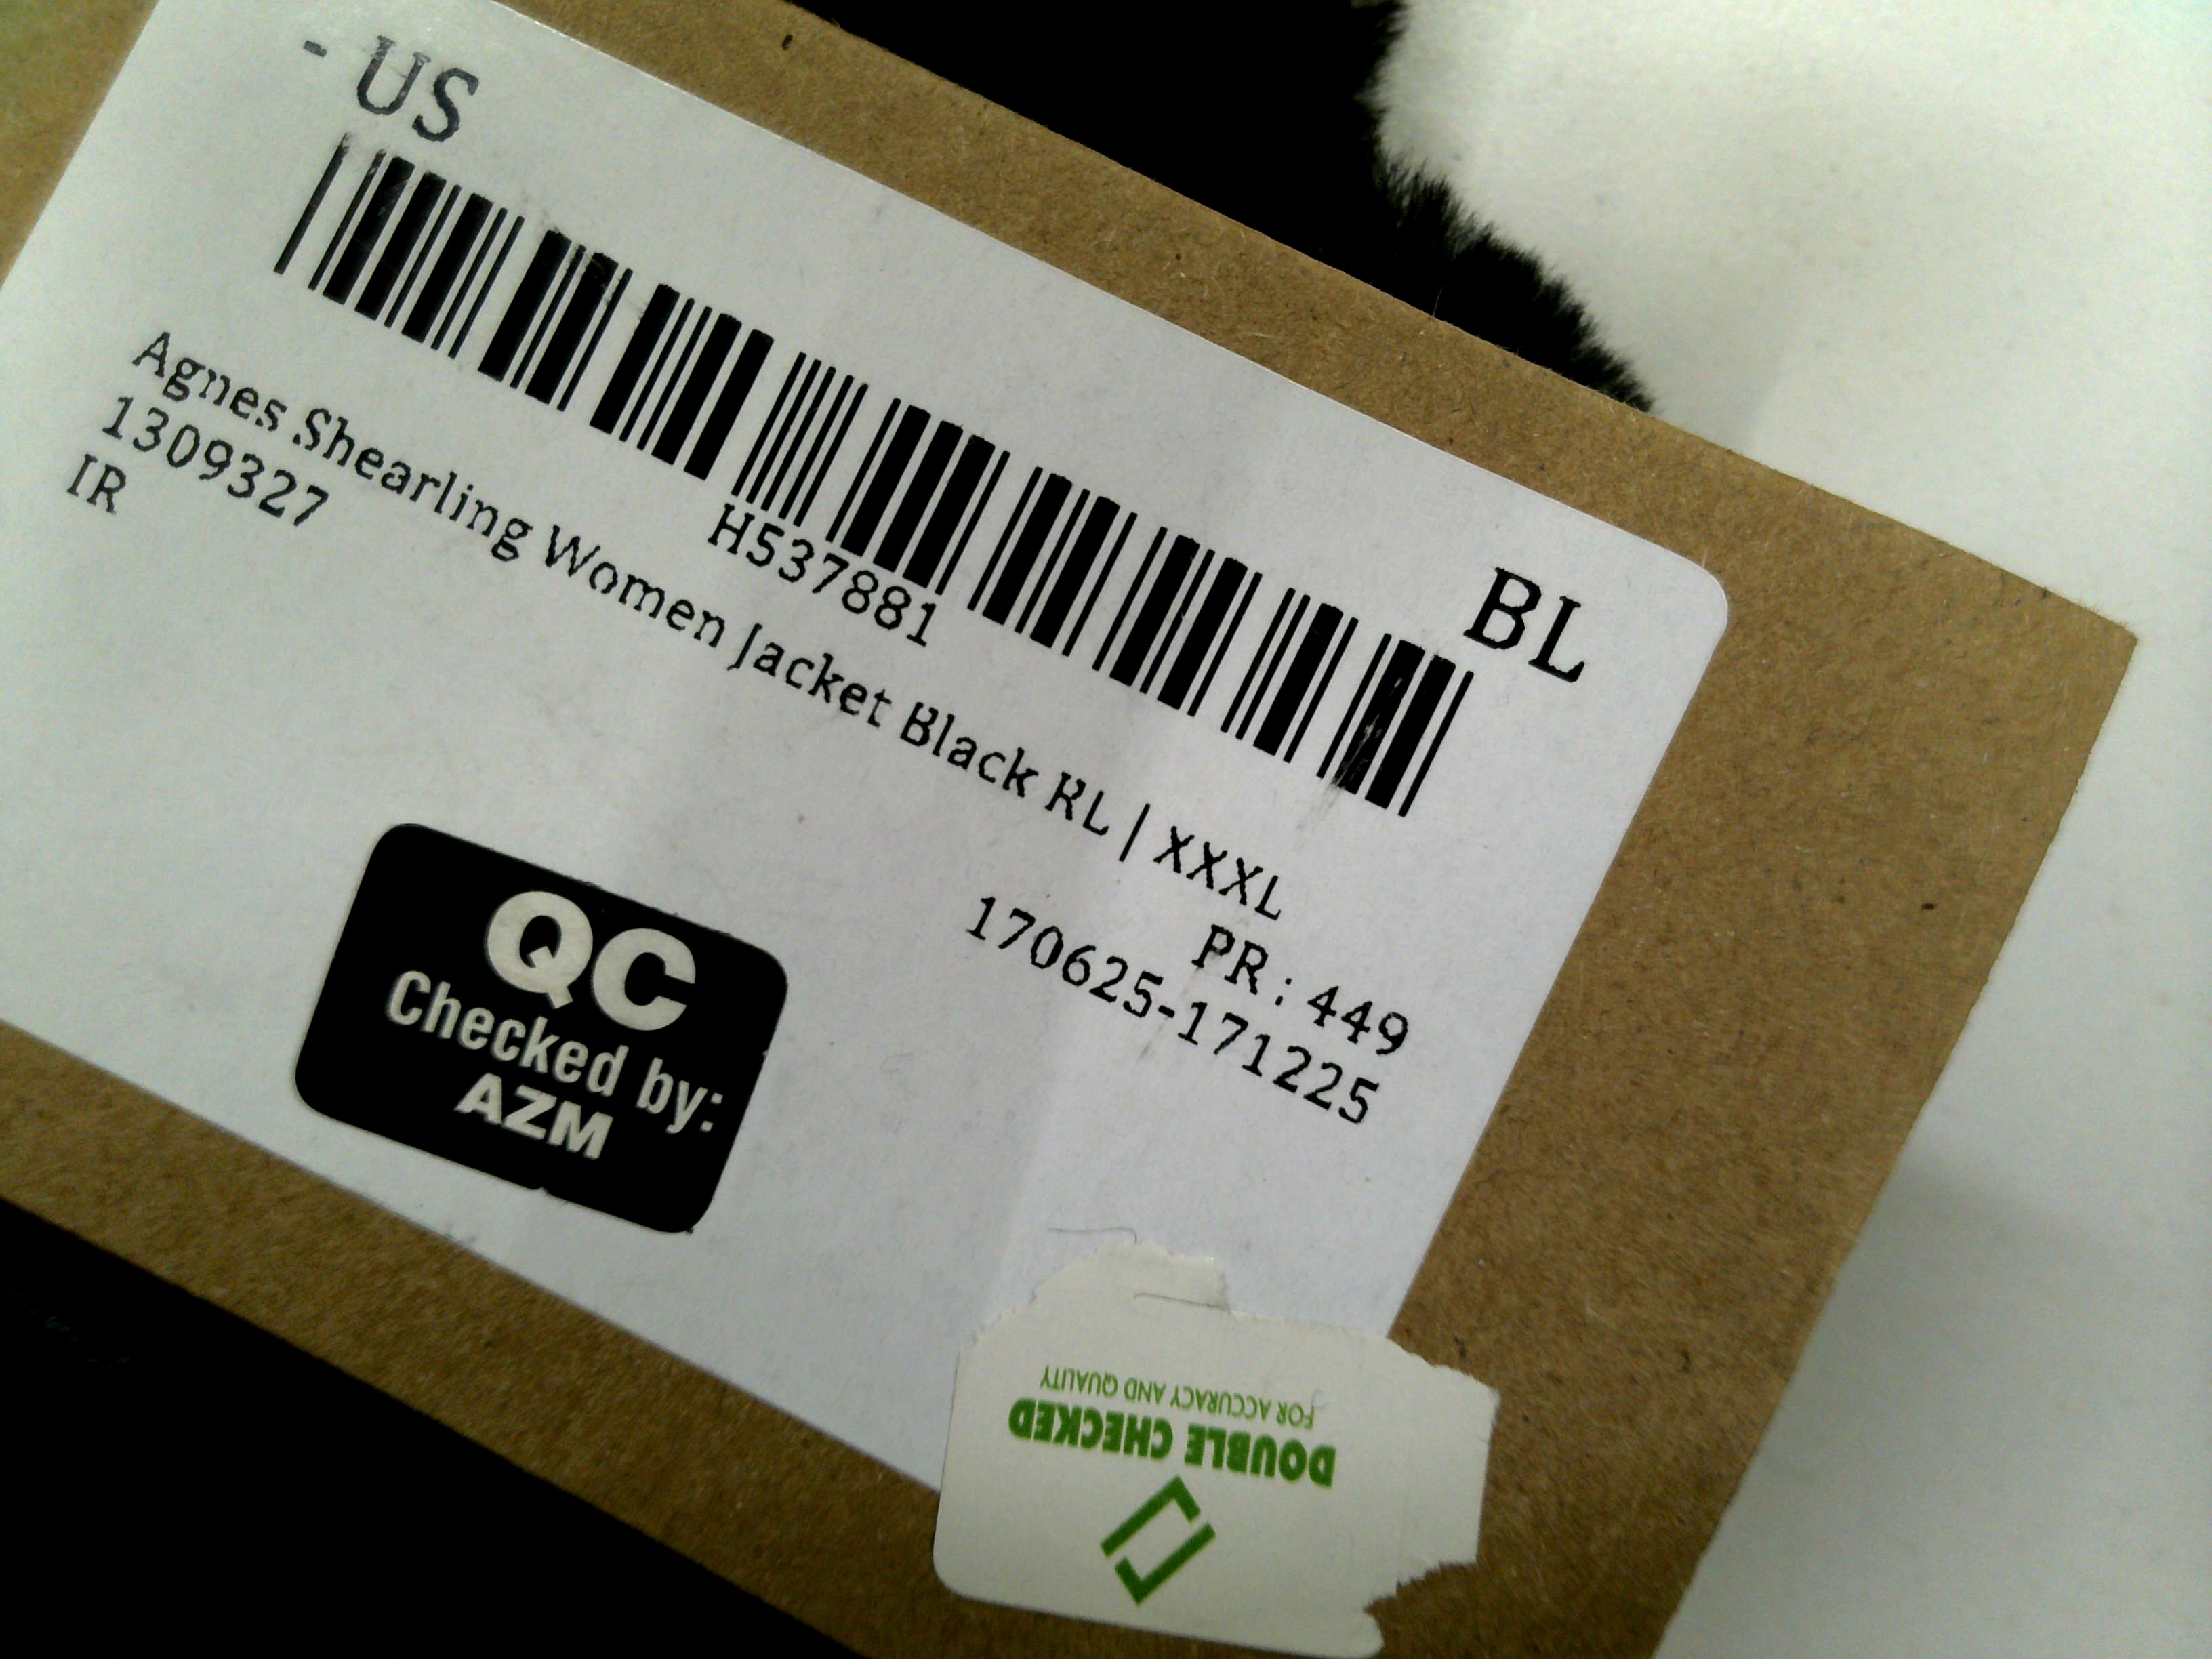 - US
BL
H537881
Agnes Shearling Women Jacket Black RL | XXXL
1309327
PR : 449
IR
170625-171225
QC
Checked by:
AZM
DOUBLE CHECKED
FOR ACCURACY AND QUALITY